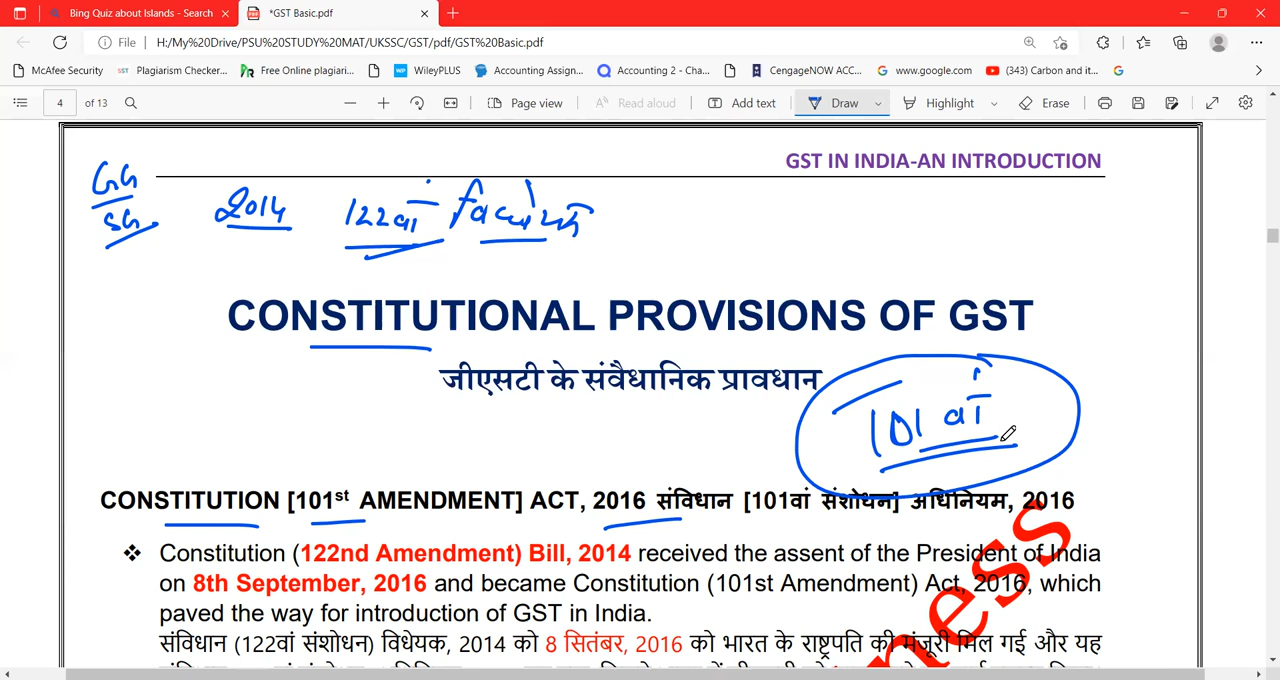 Bing Quiz about Islands - Search
*GST Basic.pdf
File
H:/My%20Drive/PSU%20STUDY%20MAT/UKSSC/GST/pdf/GST%20Basic.pdf
McAfee Security
SST
Plagiarism Checker...
Free Online plagiari...
WP
WileyPLUS
Accounting Assign...
Accounting 2 - Cha...
CengageNOW ACC...
www.google.com
(343) Carbon and it...
4 of 13
Page view
Read aloud
Add text
Draw
Highlight
Erase
GST IN INDIA-AN INTRODUCTION
2014 122वां
CONSTITUTIONAL PROVISIONS OF GST
जीएसटी के संवैधानिक प्रावधान
101 वां
CONSTITUTION [101st AMENDMENT] ACT, 2016 संविधान [101वां संशोधन] अधिनियम, 2016
❖ Constitution (122nd Amendment) Bill, 2014 received the assent of the President of India
on 8th September, 2016 and became Constitution (101st Amendment) Act, 2016, which
paved the way for introduction of GST in India.
संविधान (122वां संशोधन) विधेयक, 2014 को 8 सितंबर, 2016 को भारत के राष्ट्रपति की मंजूरी मिल गई और यह